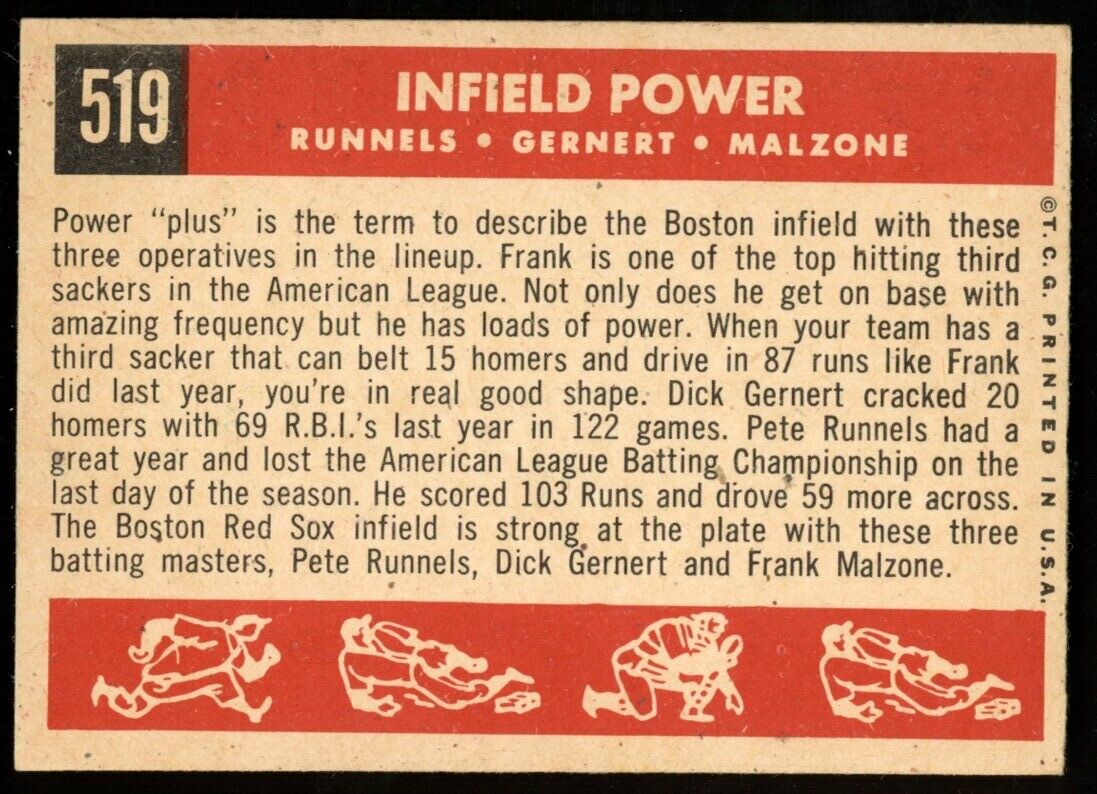 519
INFIELD POWER
RUNNELS • GERNERT • MALZONE
Power "plus" is the term to describe the Boston infield with these
three operatives in the lineup. Frank is one of the top hitting third
sackers in the American League. Not only does he get on base with
amazing frequency but he has loads of power. When your team has a
third sacker that can belt 15 homers and drive in 87 runs like Frank
did last year, you're in real good shape. Dick Gernert cracked 20
homers with 69 R.B.I.'s last year in 122 games. Pete Runnels had a
great year and lost the American League Batting Championship on the
last day of the season. He scored 103 Runs and drove 59 more across.
The Boston Red Sox infield is strong at the plate with these three
batting masters, Pete Runnels, Dick Gernert and Frank Malzone.
©T. C. G. PRINTED IN U.S.A.